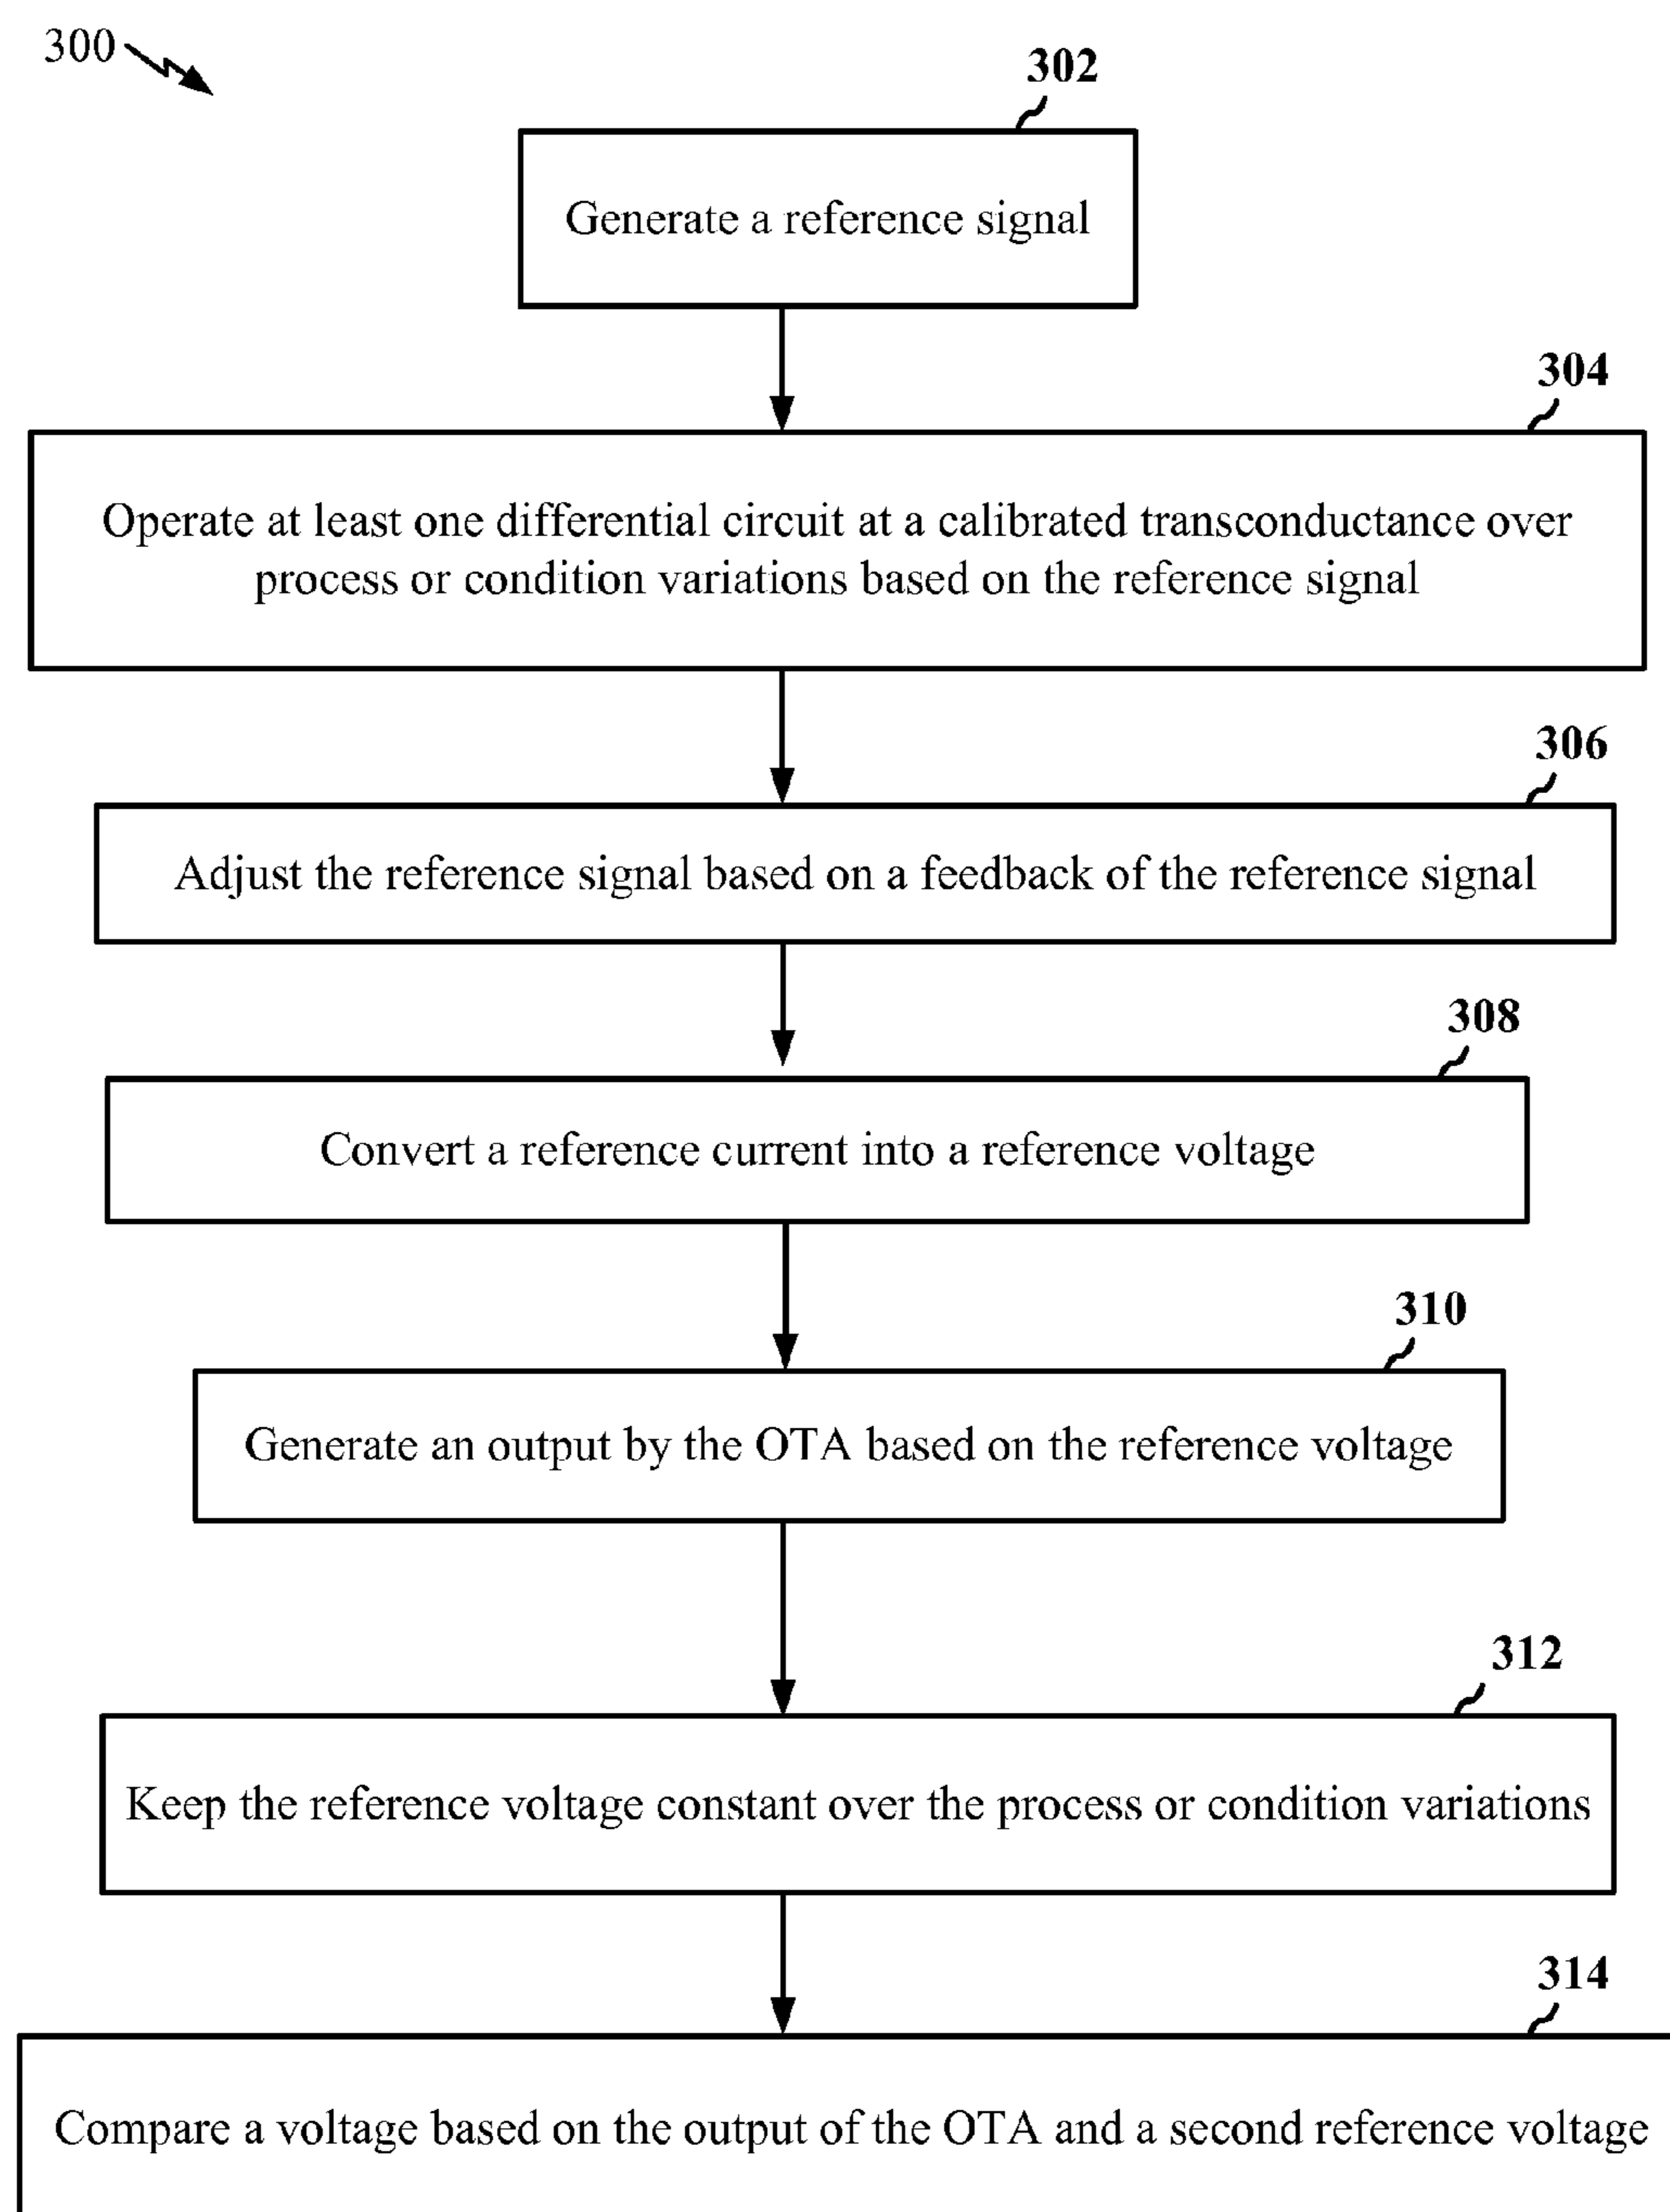 300
302
Generate a reference signal
304
Operate at least one differential circuit at a calibrated transconductance over
process or condition variations based on the reference signal
306
Adjust the reference signal based on a feedback of the reference signal
308
Convert a reference current into a reference voltage
310
Generate an output by the OTA based on the reference voltage
312
Keep the reference voltage constant over the process or condition variations
314
Compare a voltage based on the output of the OTA and a second reference voltage